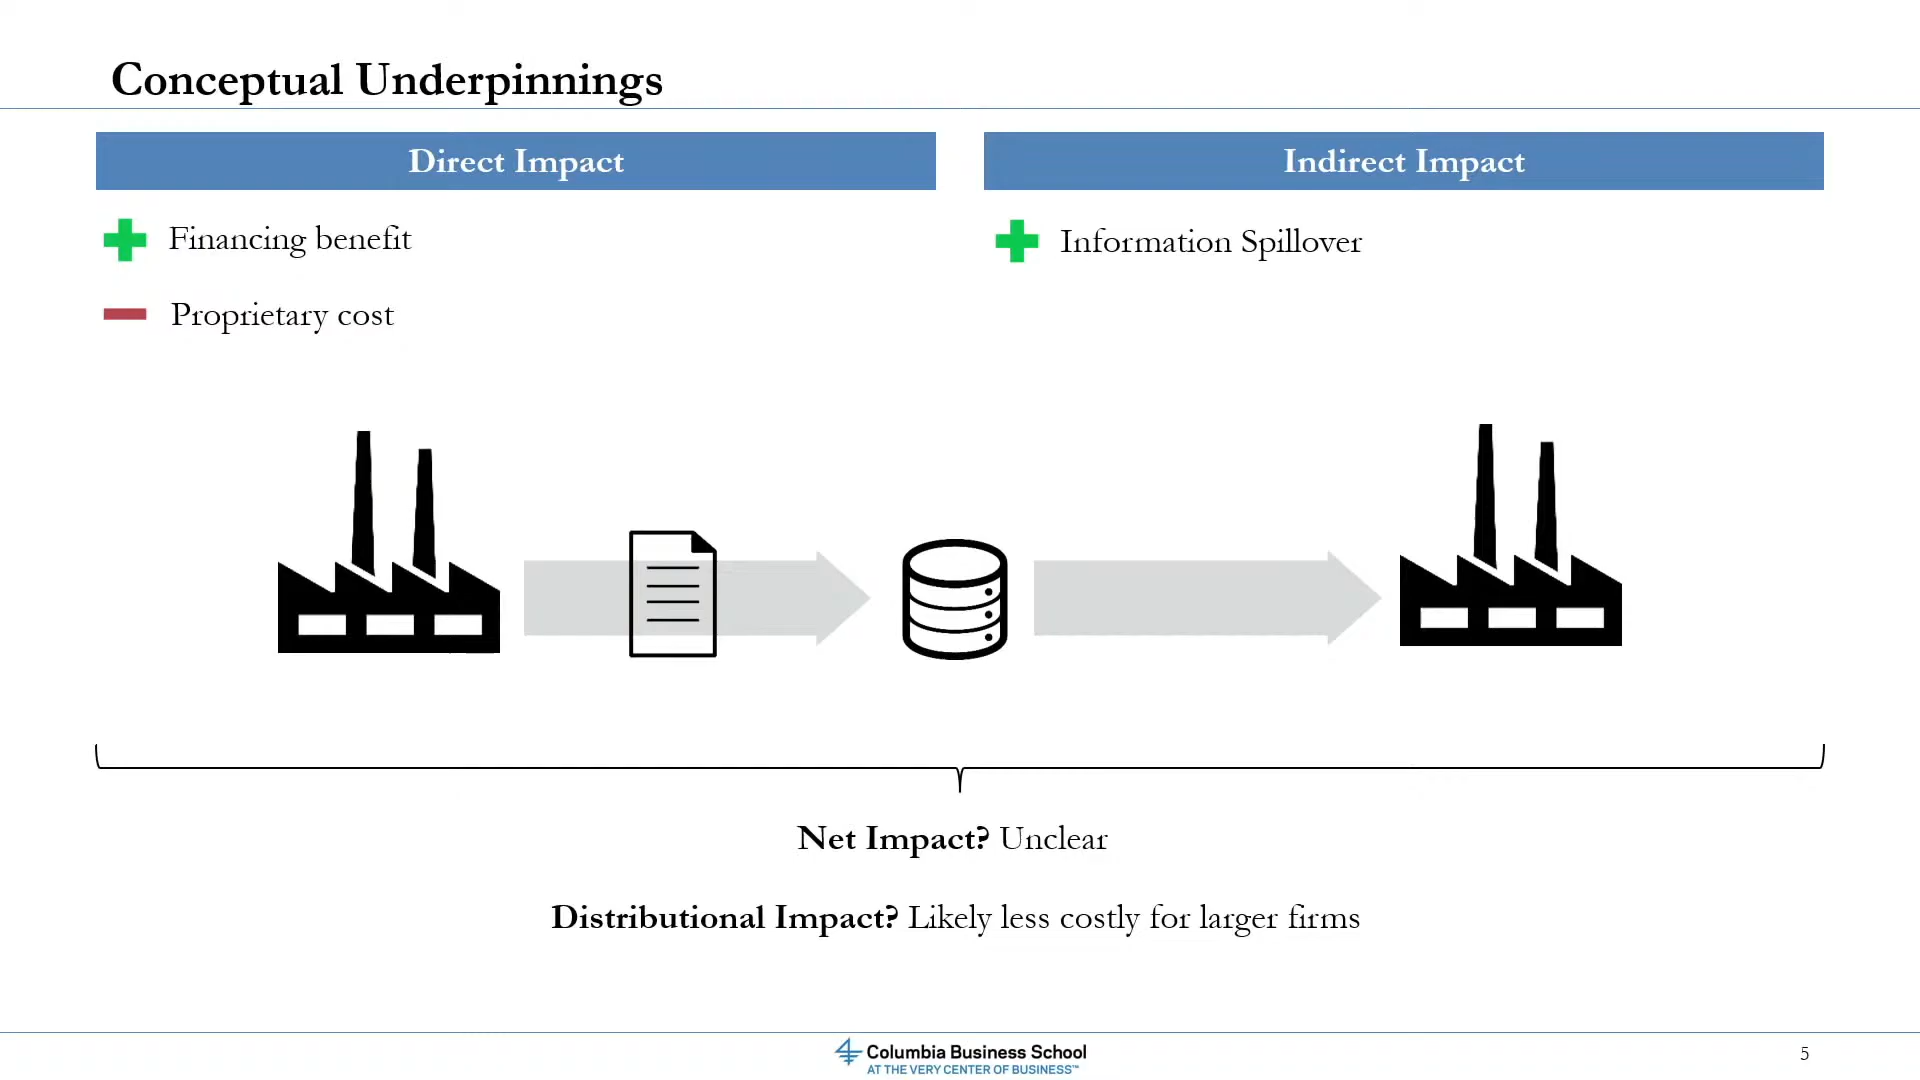 Conceptual Underpinnings
Direct Impact
Financing benefit
Proprietary cost
Indirect Impact
Information Spillover
Net Impact? Unclear
Distributional Impact? Likely less costly for larger firms
Columbia Business School
AT THE VERY CENTER OF BUSINESS™
5